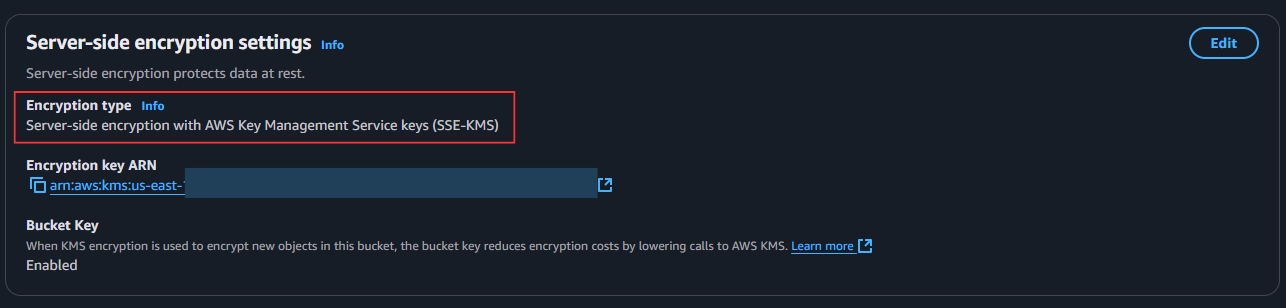 Server-side encryption settings Info
Edit
Server-side encryption protects data at rest.
Encryption type Info
Server-side encryption with AWS Key Management Service keys (SSE-KMS)
Encryption key ARN
arn:aws:kms:us-east-
Bucket Key
When KMS encryption is used to encrypt new objects in this bucket, the bucket key reduces encryption costs by lowering calls to AWS KMS. Learn more
Enabled